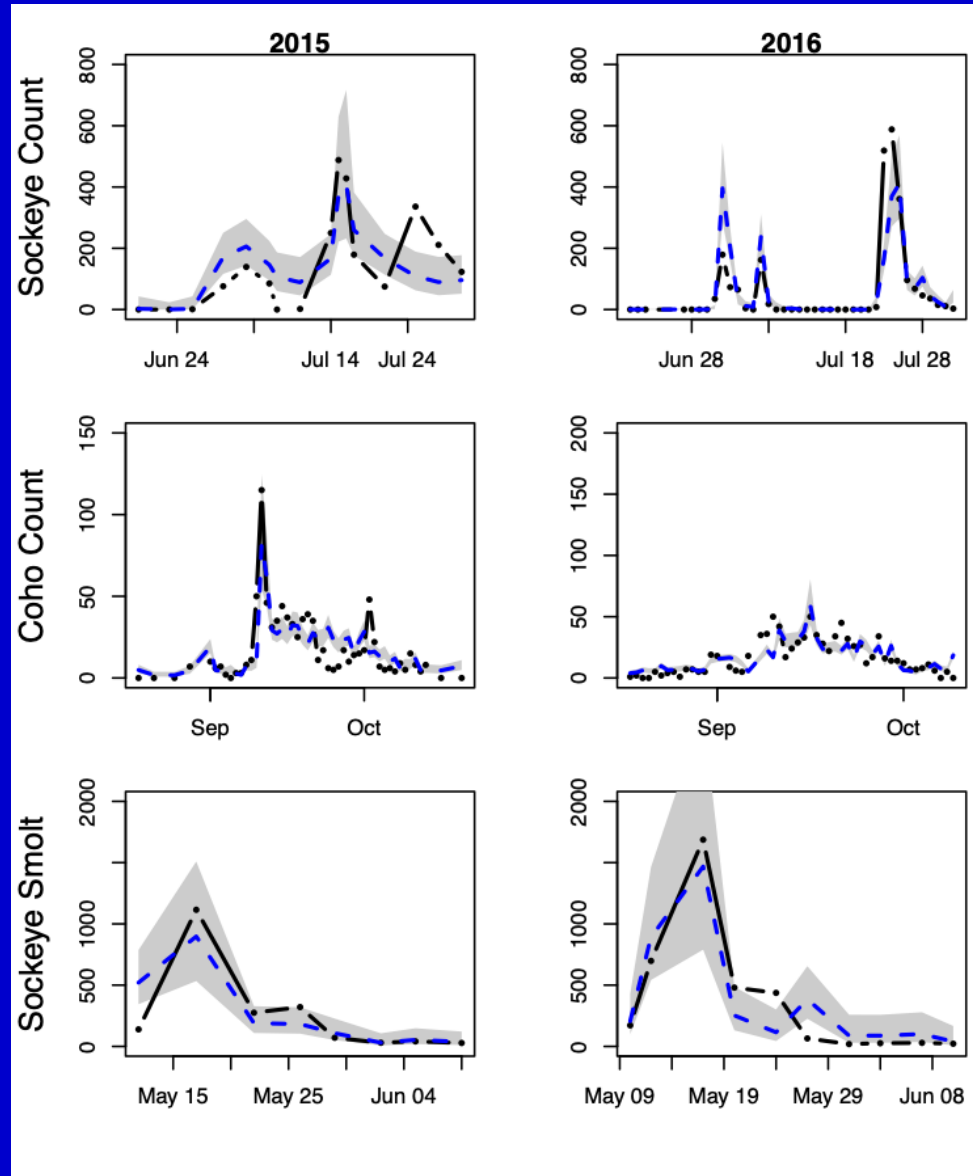 2015
2016
Sockeye Count
0
200
400
600
800
Jun 24
Jul 14
Jul 24
0
200
400
600
800
Jun 28
Jul 18
Jul 28
Coho Count
0
50
100
150
Sep
Oct
0
50
100
150
200
Sep
Oct
Sockeye Smolt
0
500
1000
2000
May 15
May 25
Jun 04
0
500
1000
2000
May 09
May 19
May 29
Jun 08